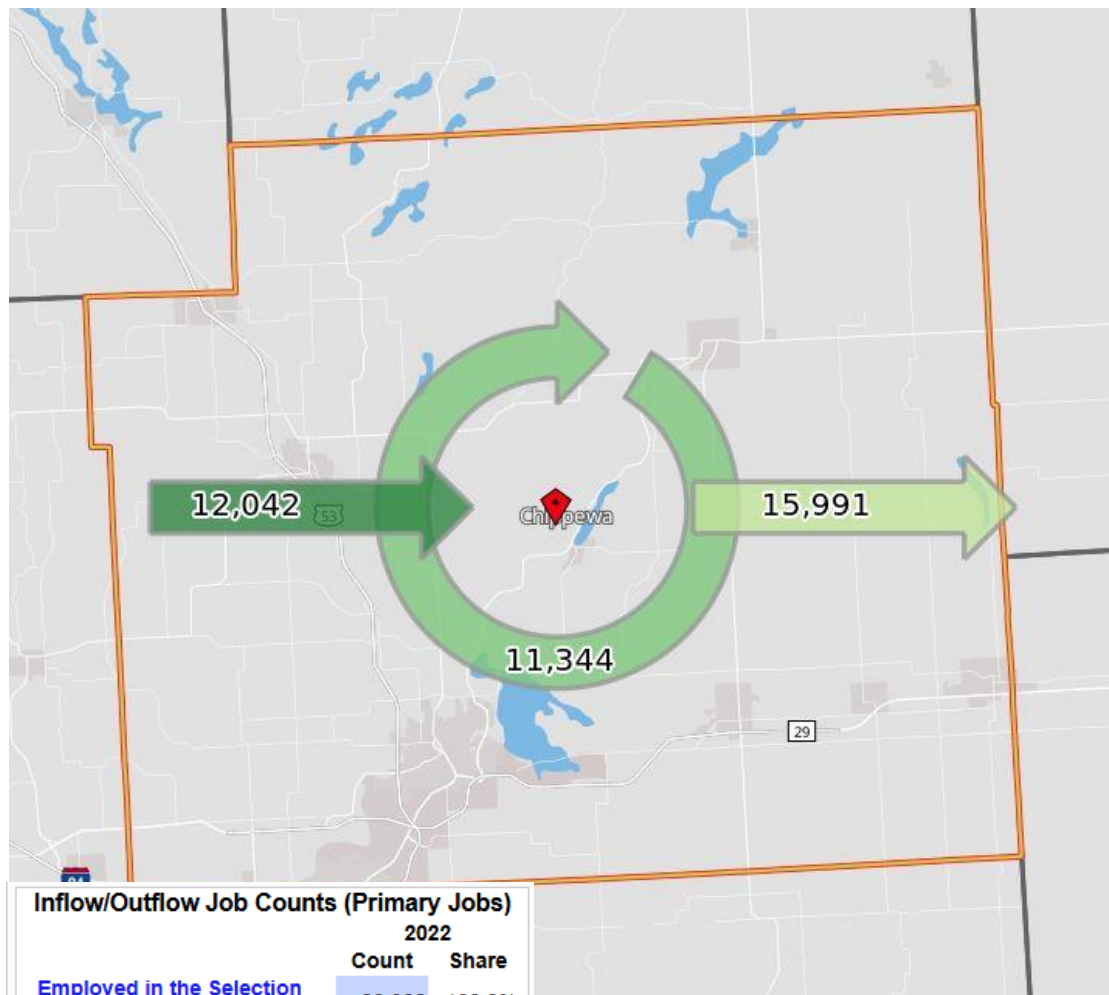 12,042
53
Chippewa
15,991
11,344
29
Inflow/Outflow Job Counts (Primary Jobs)
2022
Count Share
Employed in the Selection